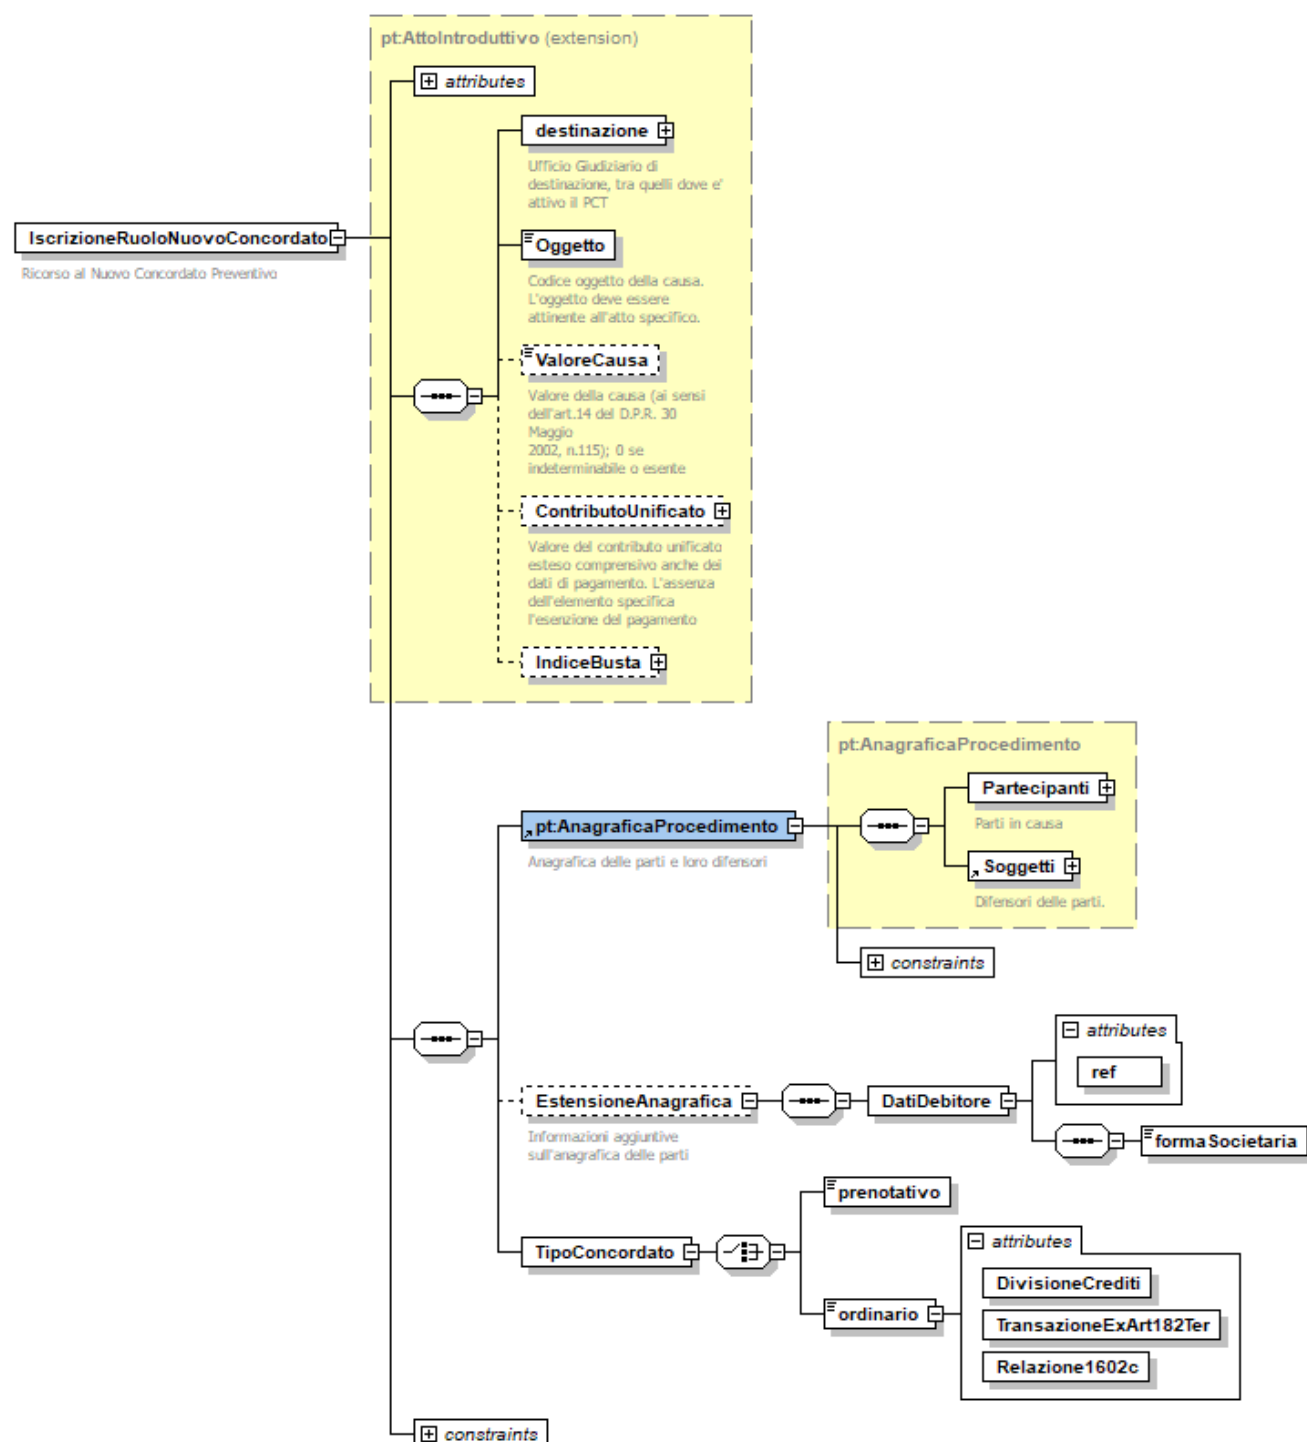 pt:AttoIntroduttivo (extension)
attributes
destinazione
Ufficio Giudiziario di
destinazione, tra quelli dove e'
attivo il PCT
IscrizioneRuoloNuovoConcordato
Ricorso al Nuovo Concordato Preventivo
Oggetto
Codice oggetto della causa.
L'oggetto deve essere
attinente all'atto specifico.
ValoreCausa
Valore della causa (ai sensi
dell'art.14 del D.P.R. 30
Maggio
2002, n.115); 0 se
indeterminabile o esente
ContributoUnificato
Valore del contributo unificato
esteso comprensivo anche dei
dati di pagamento. L'assenza
dell'elemento specifica
l'esenzione del pagamento
IndiceBusta
pt:AnagraficaProcedimento
Partecipanti
Parti in causa
pt:AnagraficaProcedimento
Anagrafica delle parti e loro difensori
Soggetti
Difensori delle parti.
constraints
attributes
ref
EstensioneAnagrafica
Informazioni aggiuntive
sull'anagrafica delle parti
DatiDebitore
formaSocietaria
prenotativo
TipoConcordato
attributes
DivisioneCrediti
ordinario
TransazioneExArt182Ter
Relazione1602c
constraints